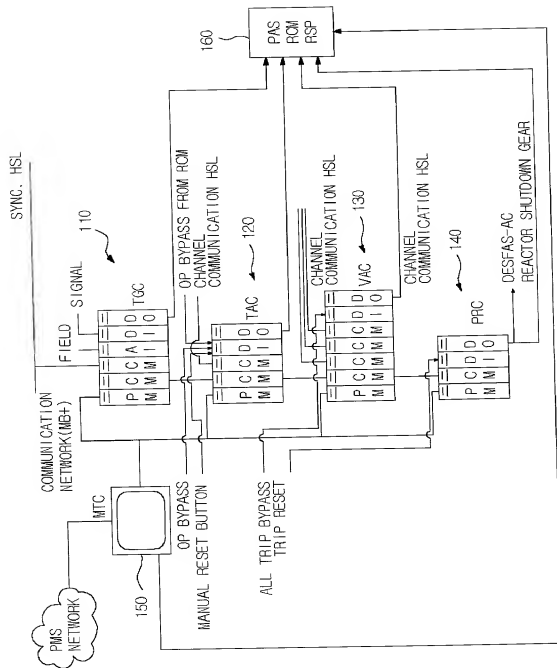 SYNC. HSL
COMMUNICATION
NETWORK(MB+)
FIELD SIGNAL
110
TGC
P C C A D D
M M M I I O
OP BYPASS FROM RCM
CHANNEL
COMMUNICATION HSL
120
TAC
P C C D D
M M M I O
CHANNEL
COMMUNICATION HSL
130
VAC
P C C C C D D
M M M M M I O
CHANNEL
COMMUNICATION HSL
140
PRC
P C D D
M M I O
DESFAS-AC
REACTOR SHUTDOWN GEAR
160
PAS
RCM
RSP
PMS
NETWORK
MTC
150
OP BYPASS
MANUAL RESET BUTTON
ALL TRIP BYPASS
TRIP RESET